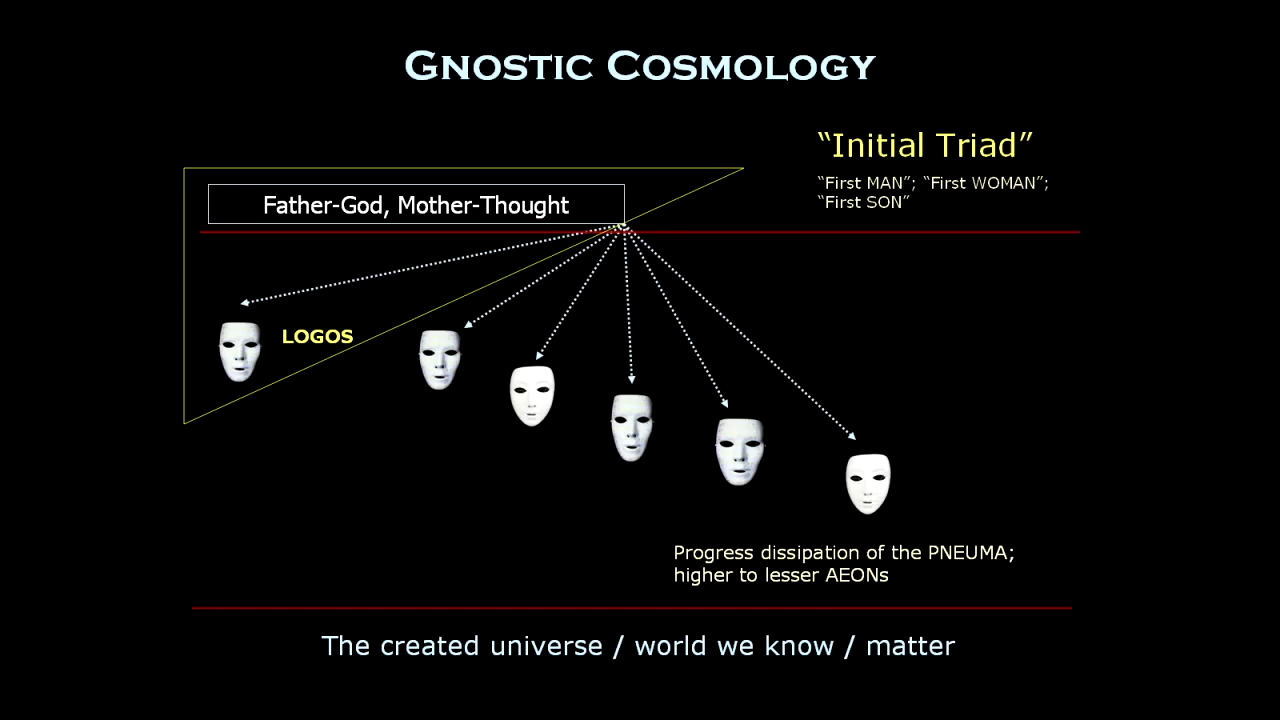 GNOSTIC COSMOLOGY
“Initial Triad”
“First MAN”; “First WOMAN”;
“First SON”
Father-God, Mother-Thought
LOGOS
Progress dissipation of the PNEUMA;
higher to lesser AEONs
The created universe / world we know / matter